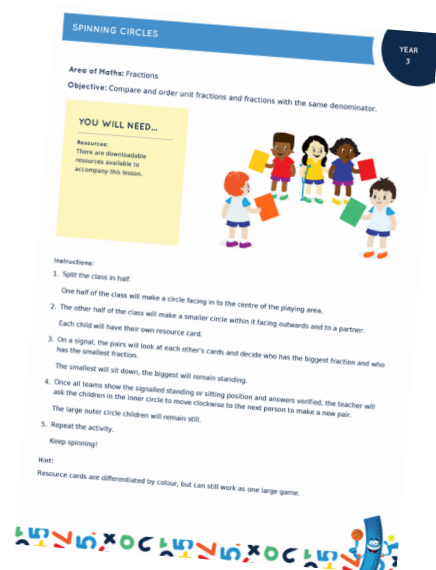 SPINNING CIRCLES
YEAR
3
Area of Maths: Fractions
Objective: Compare and order unit fractions and fractions with the same denominator.
YOU WILL NEED...
Resources:
There are downloadable
resources available to
accompany this lesson.
Instructions:
1. Split the class in half.
One half of the class will make a circle facing in to the centre of the playing area.
2. The other half of the class will make a smaller circle within it facing outwards and to a partner.
Each child will have their own resource card.
3. On a signal, the pairs will look at each other's cards and decide who has the biggest fraction and who
has the smallest fraction.
The smallest will sit down, the biggest will remain standing.
4. Once all teams show the signalled standing or sitting position and answers verified, the teacher will
ask the children in the inner circle to move clockwise to the next person to make a new pair.
The large outer circle children will remain still.
5. Repeat the activity.
Keep spinning!
Hint:
Resource cards are differentiated by colour, but can still work as one large game.